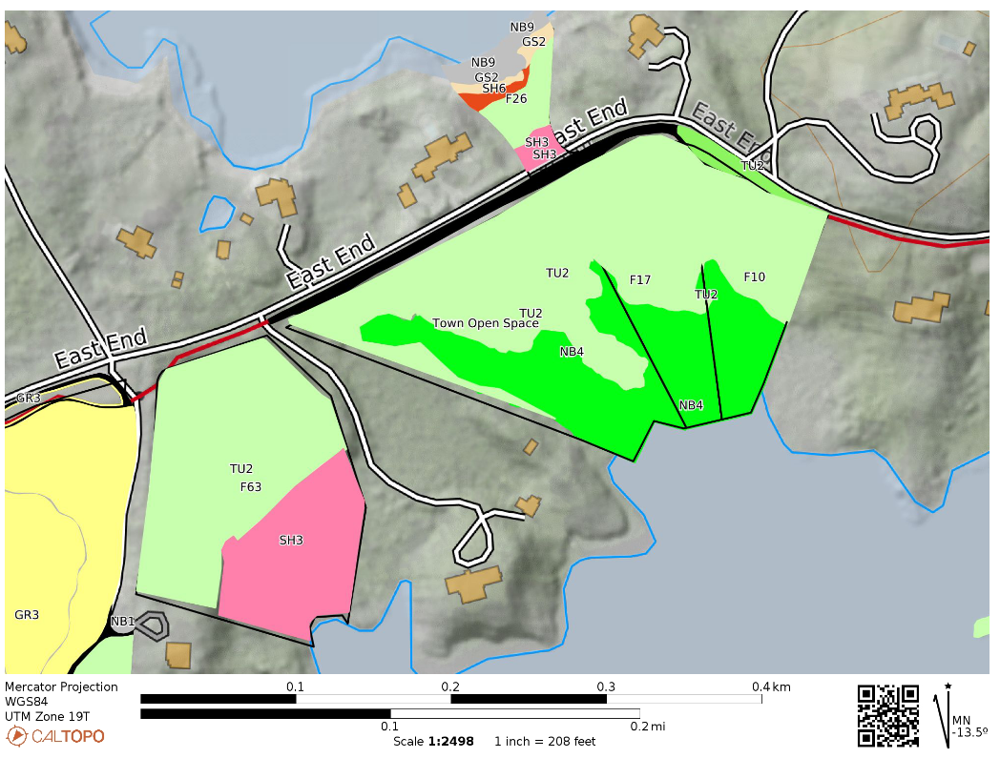 NB9
GS2
NB9
GS2
SH6
F26
East End
East End
SH3
SH3
TU2
East End
TU2
F17
F10
TU2
TU2
Town Open Space
East End
NB4
GR3
NB4
TU2
F63
SH3
GR3
NB1
Mercator Projection
WGS84
UTM Zone 19T
CALTOPO
0.1
0.2
0.3
0.4 km
0.1
0.2 mi
Scale 1:2498 1 inch = 208 feet
MN
-13.5º